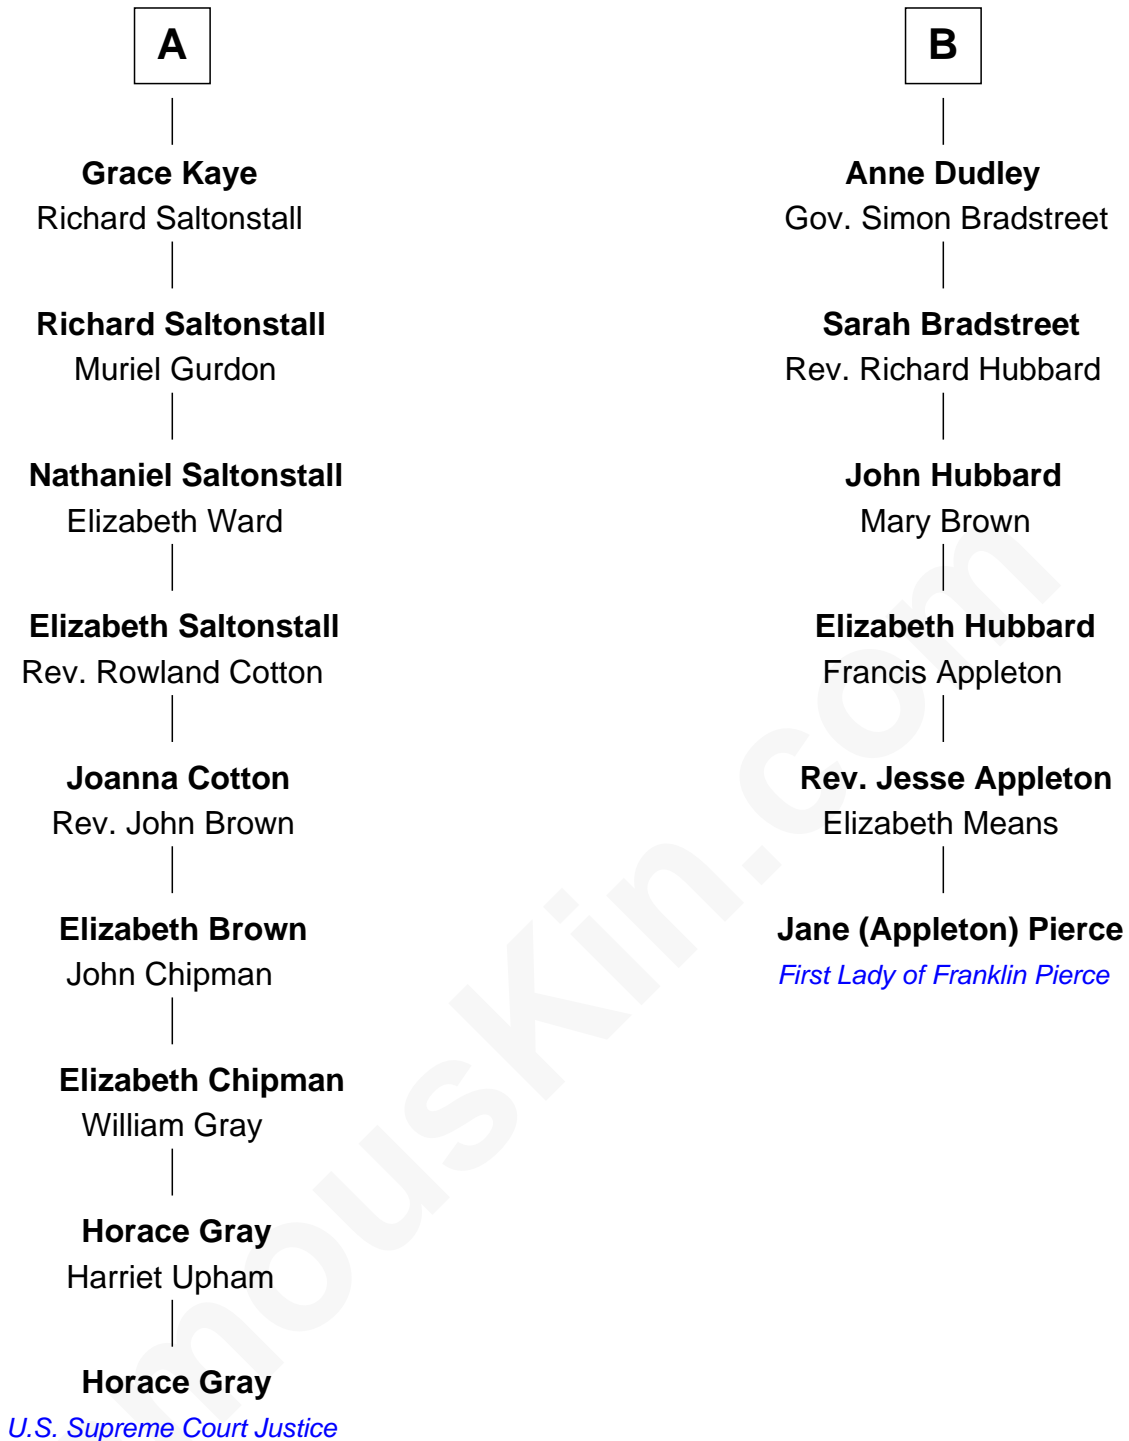 A
Grace Kaye
Richard Saltonstall
Richard Saltonstall
Muriel Gurdon
Nathaniel Saltonstall
Elizabeth Ward
Elizabeth Saltonstall
Rev. Rowland Cotton
Joanna Cotton
Rev. John Brown
Elizabeth Brown
John Chipman
Elizabeth Chipman
William Gray
Horace Gray
Harriet Upham
Horace Gray
U.S. Supreme Court Justice
B
Anne Dudley
Gov. Simon Bradstreet
Sarah Bradstreet
Rev. Richard Hubbard
John Hubbard
Mary Brown
Elizabeth Hubbard
Francis Appleton
Rev. Jesse Appleton
Elizabeth Means
Jane (Appleton) Pierce
First Lady of Franklin Pierce
mousKin.com